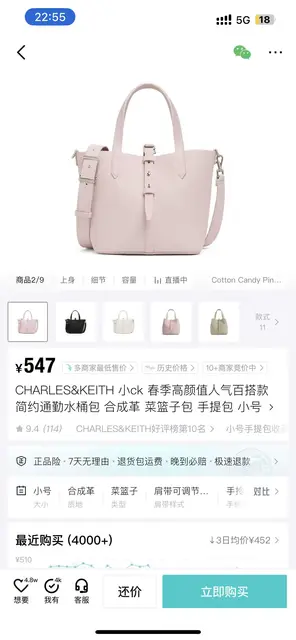 22:55
5G 18
商品2/9 上身 细节 容量 直播中 Cotton Candy Pin...
款式
11
¥547 多商家最低售价 历史价格 10+商家竞价中
CHARLES&KEITH 小ck 春季高颜值人气百搭款
简约通勤水桶包 合成革 菜篮子包 手提包 小号
9.4 (114) CHARLES&KEITH好评榜第10名 小号手提包收
正品险 · 7天无理由 · 退货包运费 · 晚到必赔 · 极速退款
小号 合成革 菜篮子 肩带可调节... 手拎 对比
大小 质地 类型 肩带样式 手
最近购买 (4000+) 3日均价¥452
¥510
4.8w 4k
想要 我有 客服 还价 立即购买